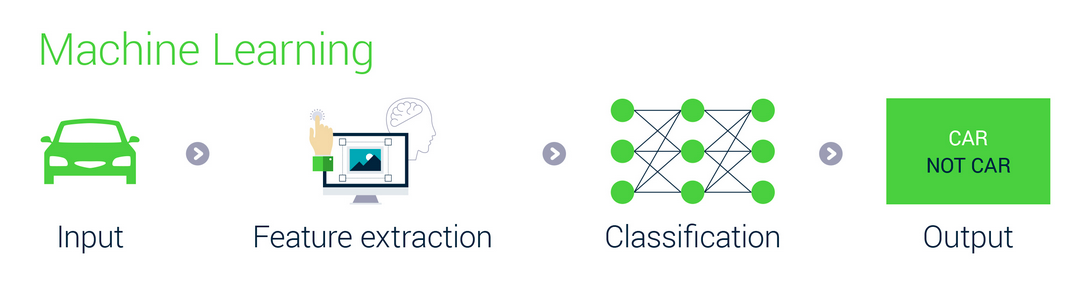 Machine Learning
CAR
NOT CAR
Input
Feature extraction
Classification
Output